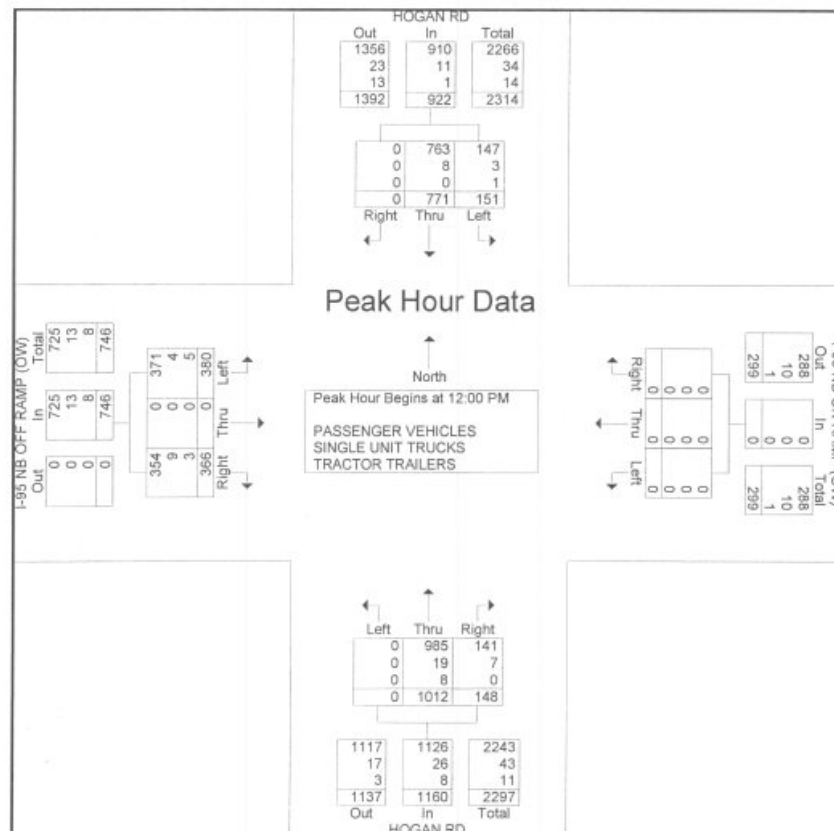 HOGAN RD
Out In Total
1356 910 2266
23 11 34
13 1 14
1392 922 2314
0 763 147
0 8 3
0 0 1
0 771 151
Right Thru Left
Peak Hour Data
North
Peak Hour Begins at 12:00 PM
PASSENGER VEHICLES
SINGLE UNIT TRUCKS
TRACTOR TRAILERS
I-95 NB OFF RAMP (OW)
Out In Total
0 725 725
0 13 13
0 8 8
0 746 746
Right Thru Left
354 0 371
9 0 4
3 0 5
366 0 380
(OW)
Out In Total
288 0 288
10 0 10
1 0 1
299 0 299
Right Thru Left
0 0 0
0 0 0
0 0 0
0 0 0
Left Thru Right
0 985 141
0 19 7
0 8 0
0 1012 148
1117 1126 2243
17 26 43
3 8 11
1137 1160 2297
Out In Total
HOGAN RD